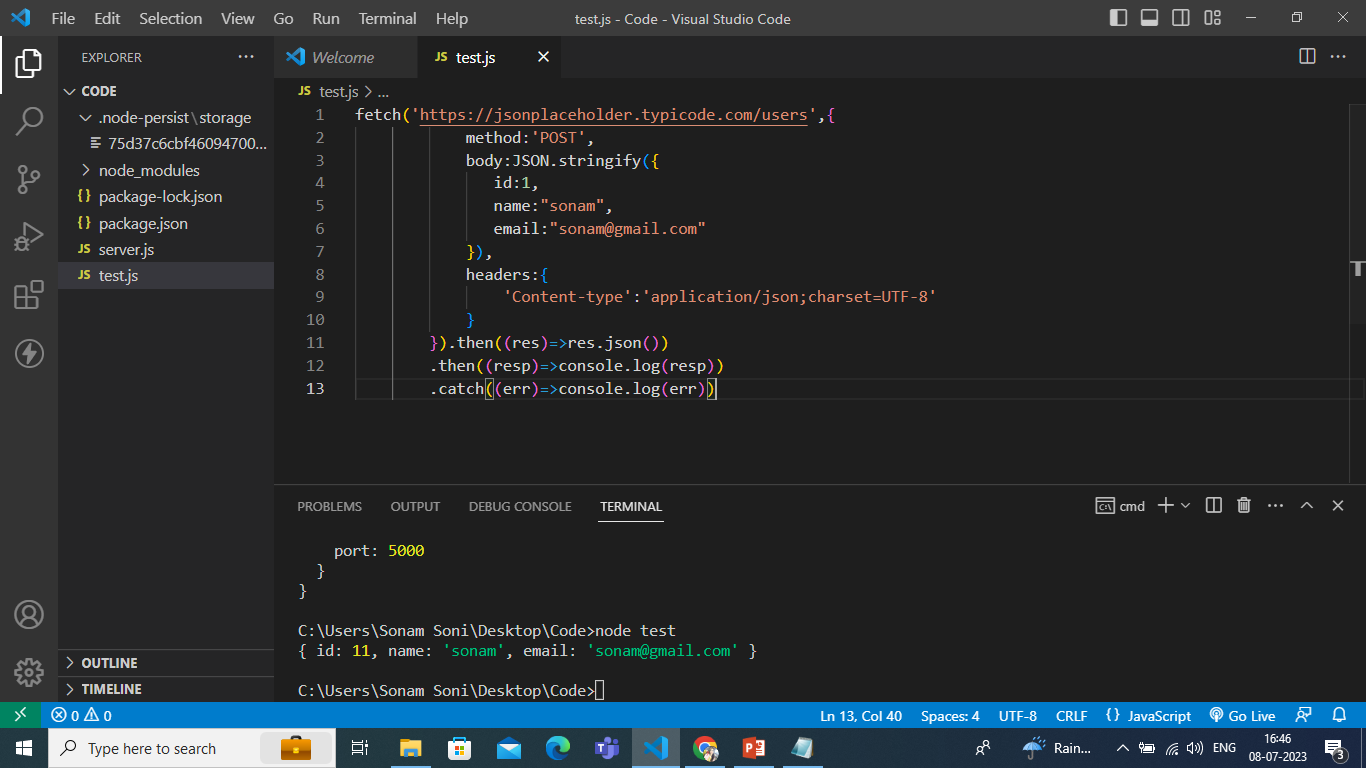 File Edit Selection View Go Run Terminal Help test.js - Code - Visual Studio Code
EXPLORER ...
Welcome
JS test.js
CODE
.node-persist\storage
75d37c6cbf46094700...
node_modules
{} package-lock.json
{} package.json
JS server.js
JS test.js
OUTLINE
TIMELINE
JS test.js > ...
1 fetch('https://jsonplaceholder.typicode.com/users',{
2 method:'POST',
3 body:JSON.stringify({
4 id:1,
5 name:"sonam",
6 email:"sonam@gmail.com"
7 }),
8 headers:{
9 'Content-type':'application/json;charset=UTF-8'
10 }
11 }).then((res)=>res.json())
12 .then((resp)=>console.log(resp))
13 .catch((err)=>console.log(err))
PROBLEMS OUTPUT DEBUG CONSOLE TERMINAL cmd
port: 5000
}
}
C:\Users\Sonam Soni\Desktop\Code>node test
{ id: 11, name: 'sonam', email: 'sonam@gmail.com' }
C:\Users\Sonam Soni\Desktop\Code>
0 0 Ln 13, Col 40 Spaces: 4 UTF-8 CRLF {} JavaScript Go Live
Type here to search Rain... ENG 16:46
08-07-2023 3